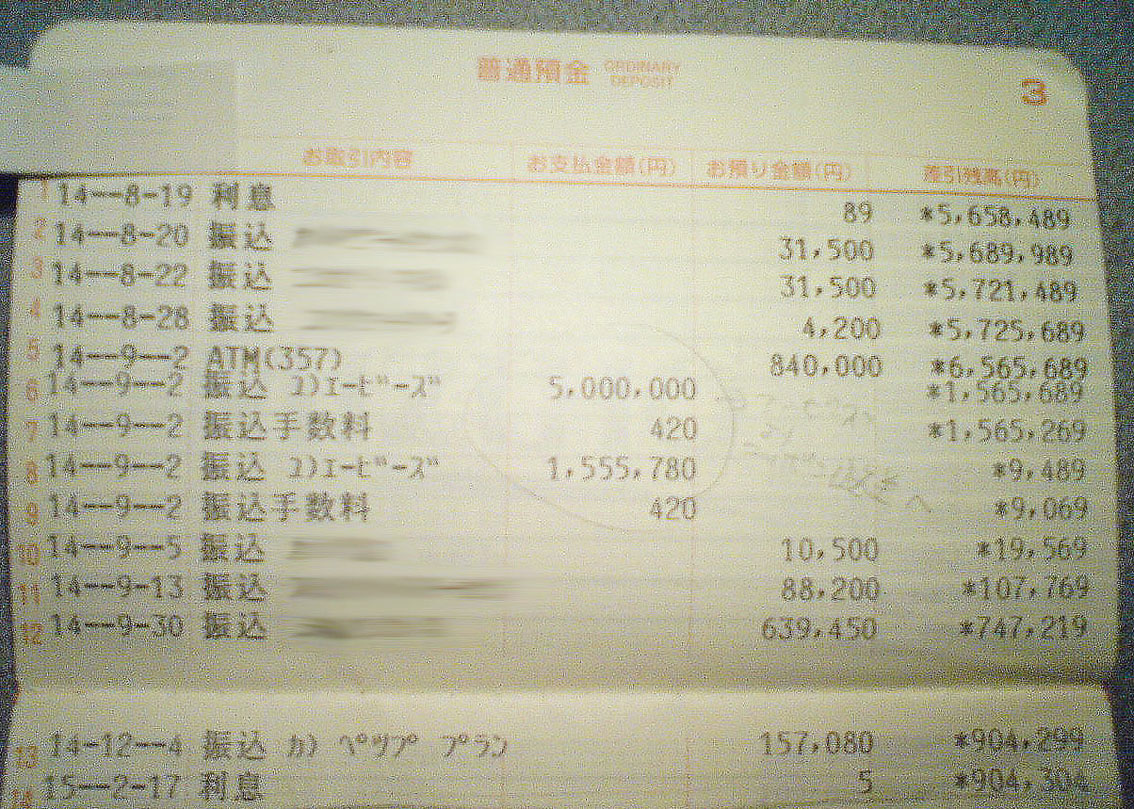 普通預金 ORDINARY DEPOSIT
3
お取引内容 お支払金額(円) お預り金額(円) 差引残高(円)
1 14--8-19 利息 89 *5,658,489
2 14--8-20 振込 31,500 *5,689,989
3 14--8-22 振込 31,500 *5,721,489
4 14--8-28 振込 4,200 *5,725,689
5 14--9--2 ATM(357) 840,000 *6,565,689
6 14--9--2 振込 ユ)エービーズ 5,000,000 *1,565,689
7 14--9--2 振込手数料 420 *1,565,269
8 14--9--2 振込 ユ)エービーズ 1,555,780 *9,489
9 14--9--2 振込手数料 420 *9,069
10 14--9--5 振込 10,500 *19,569
11 14--9-13 振込 88,200 *107,769
12 14--9-30 振込 639,450 *747,219
13 14-12--4 振込 カ) ペップ プラン 157,080 *904,299
14 15--2-17 利息 5 *904,304